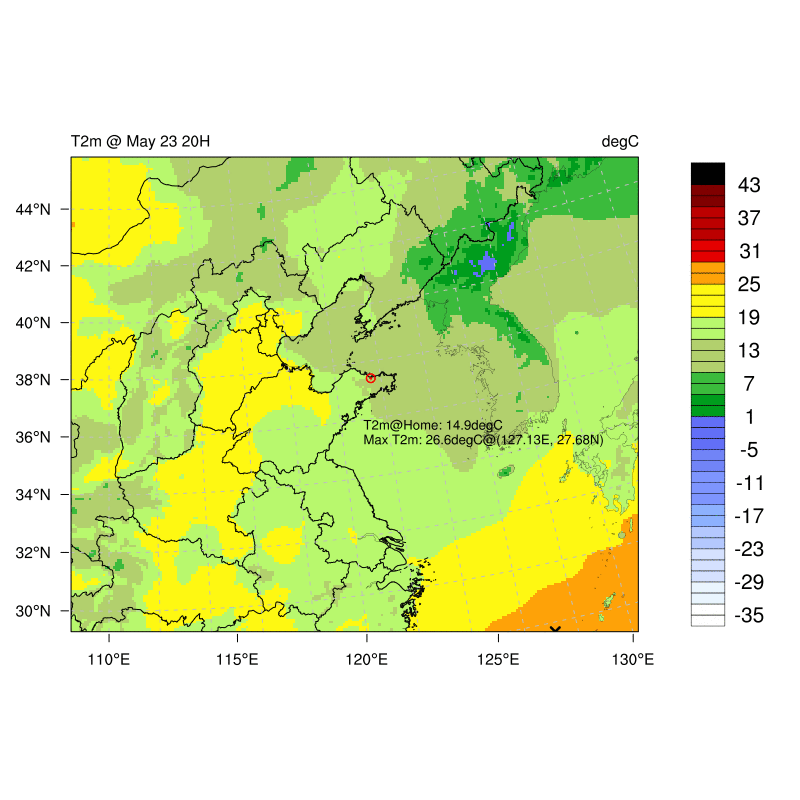 T2m @ May 23 20H degC
43
37
31
25
19
13
7
1
-5
-11
-17
-23
-29
-35
44°N
42°N
40°N
38°N
36°N
34°N
32°N
30°N
T2m@Home: 14.9degC
Max T2m: 26.6degC@(127.13E, 27.68N)
110°E 115°E 120°E 125°E 130°E